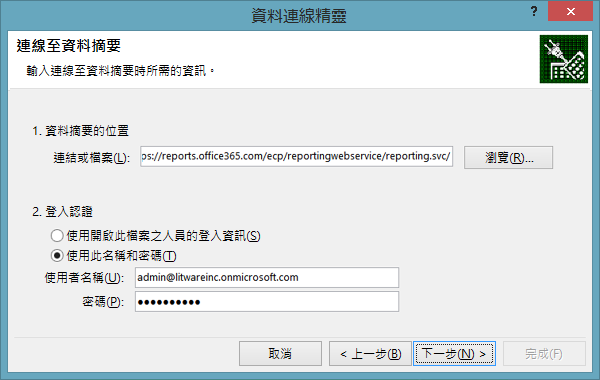 資料連線精靈
? ×
連線至資料摘要
輸入連線至資料摘要時所需的資訊。
1. 資料摘要的位置
連結或檔案(L): ps://reports.office365.com/ecp/reportingwebservice/reporting.svc/ 瀏覽(R)...
2. 登入認證
使用開啟此檔案之人員的登入資訊(S)
使用此名稱和密碼(T)
使用者名稱(U): admin@litwareinc.onmicrosoft.com
密碼(P): ●●●●●●●●●●
取消 < 上一步(B) 下一步(N) > 完成(F)